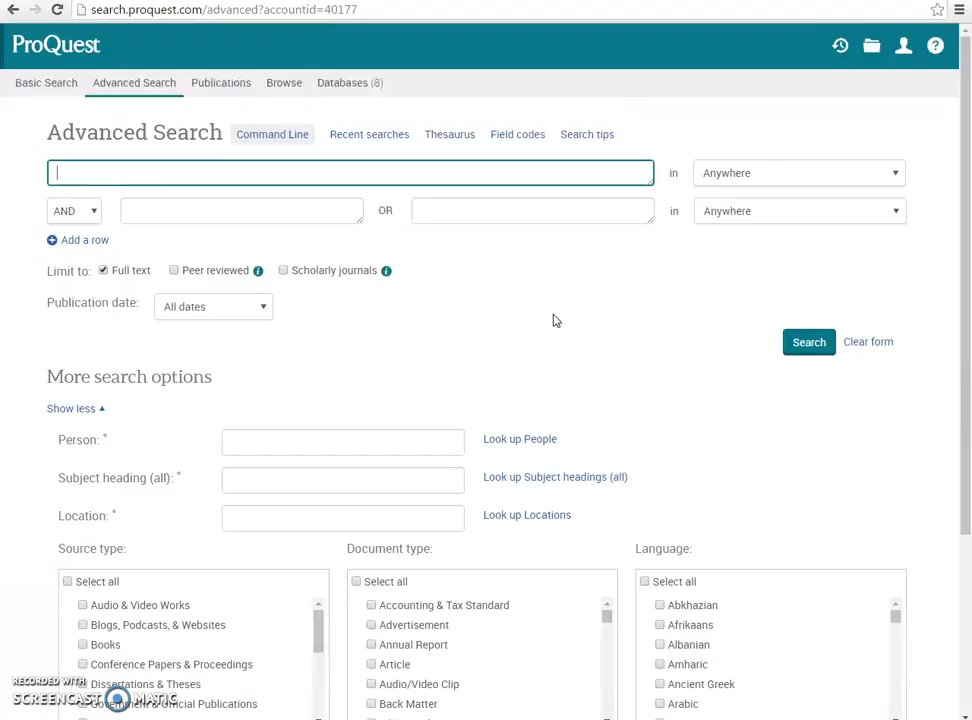 search.proquest.com/advanced?accountid=40177
ProQuest
Basic Search Advanced Search Publications Browse Databases (8)
Advanced Search Command Line Recent searches Thesaurus Field codes Search tips
in Anywhere
AND OR in Anywhere
Add a row
Limit to: Full text Peer reviewed i Scholarly journals i
Publication date: All dates
Search Clear form
More search options
Show less
Person: * Look up People
Subject heading (all): * Look up Subject headings (all)
Location: * Look up Locations
Source type: Document type: Language:
Select all Select all Select all
Audio & Video Works Accounting & Tax Standard Abkhazian
Blogs, Podcasts, & Websites Advertisement Afrikaans
Books Annual Report Albanian
Conference Papers & Proceedings Article Amharic
Dissertations & Theses Audio/Video Clip Ancient Greek
Government & Official Publications Back Matter Arabic
RECORDED WITH
SCREENCAST MATIC